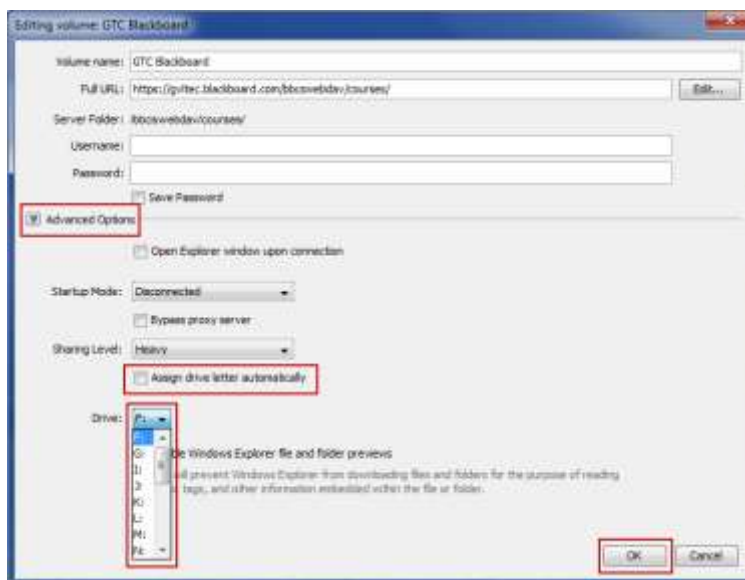 Editing volume: GTC Blackboard
Volume name: GTC Blackboard
Full URL: https://gvltec.blackboard.com/bbcswebdav/courses/ Edit...
Server Folder: /bbcswebdav/courses/
Username:
Password:
Save Password
Advanced Options
Open Explorer window upon connection
Startup Mode: Disconnected
Bypass proxy server
Sharing Level: Heavy
Assign drive letter automatically
Drive: F:
F:
G: Windows Explorer file and folder previews
I: prevent Windows Explorer from downloading files and folders for the purpose of reading
J: tags, and other information embedded within the file or folder.
K:
L:
M:
N:
OK Cancel